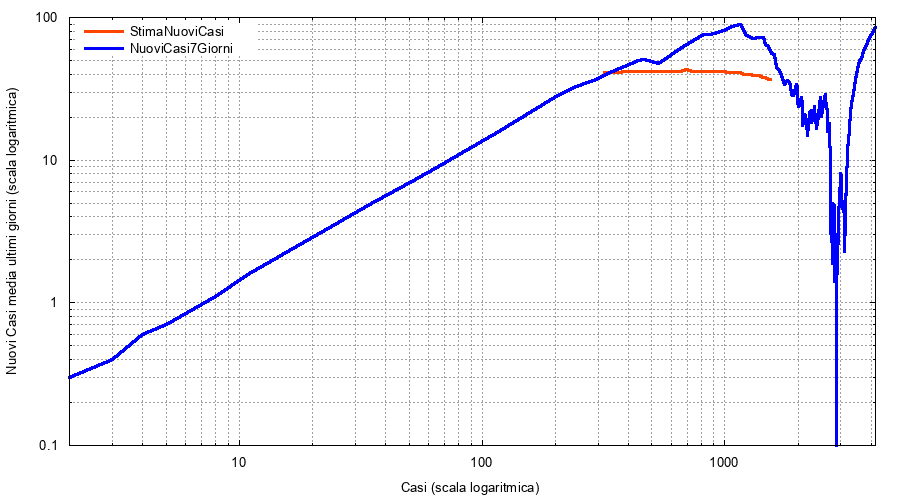 StimaNuoviCasi
NuoviCasi7Giorni
Nuovi Casi media ultimi giorni (scala logaritmica)
100
10
1
0.1
10
100
1000
Casi (scala logaritmica)